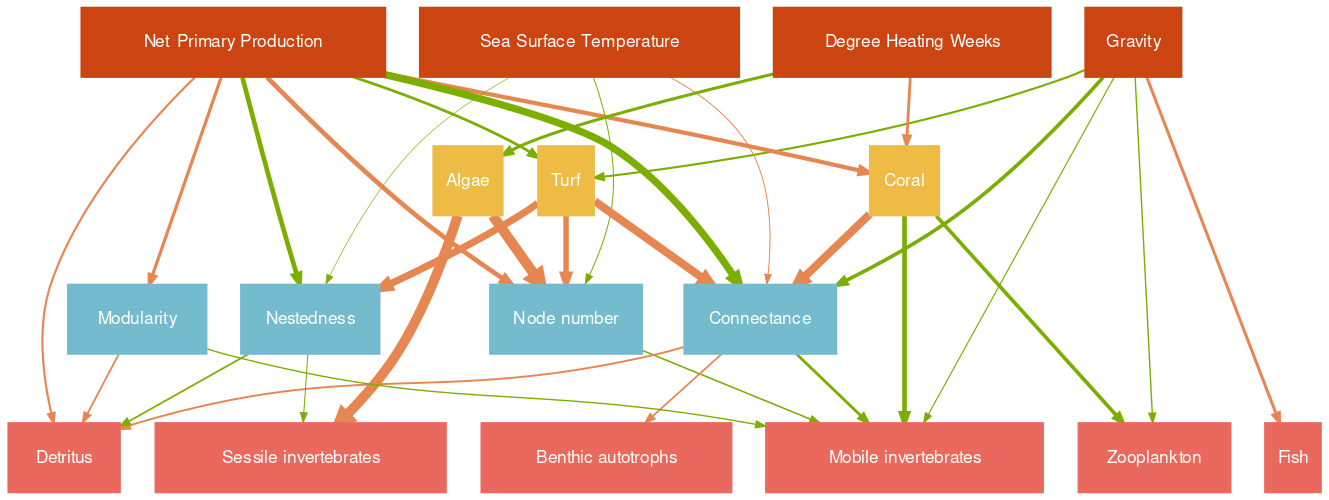 Net Primary Production
Sea Surface Temperature
Degree Heating Weeks
Gravity
Algae
Turf
Coral
Modularity
Nestedness
Node number
Connectance
Detritus
Sessile invertebrates
Benthic autotrophs
Mobile invertebrates
Zooplankton
Fish